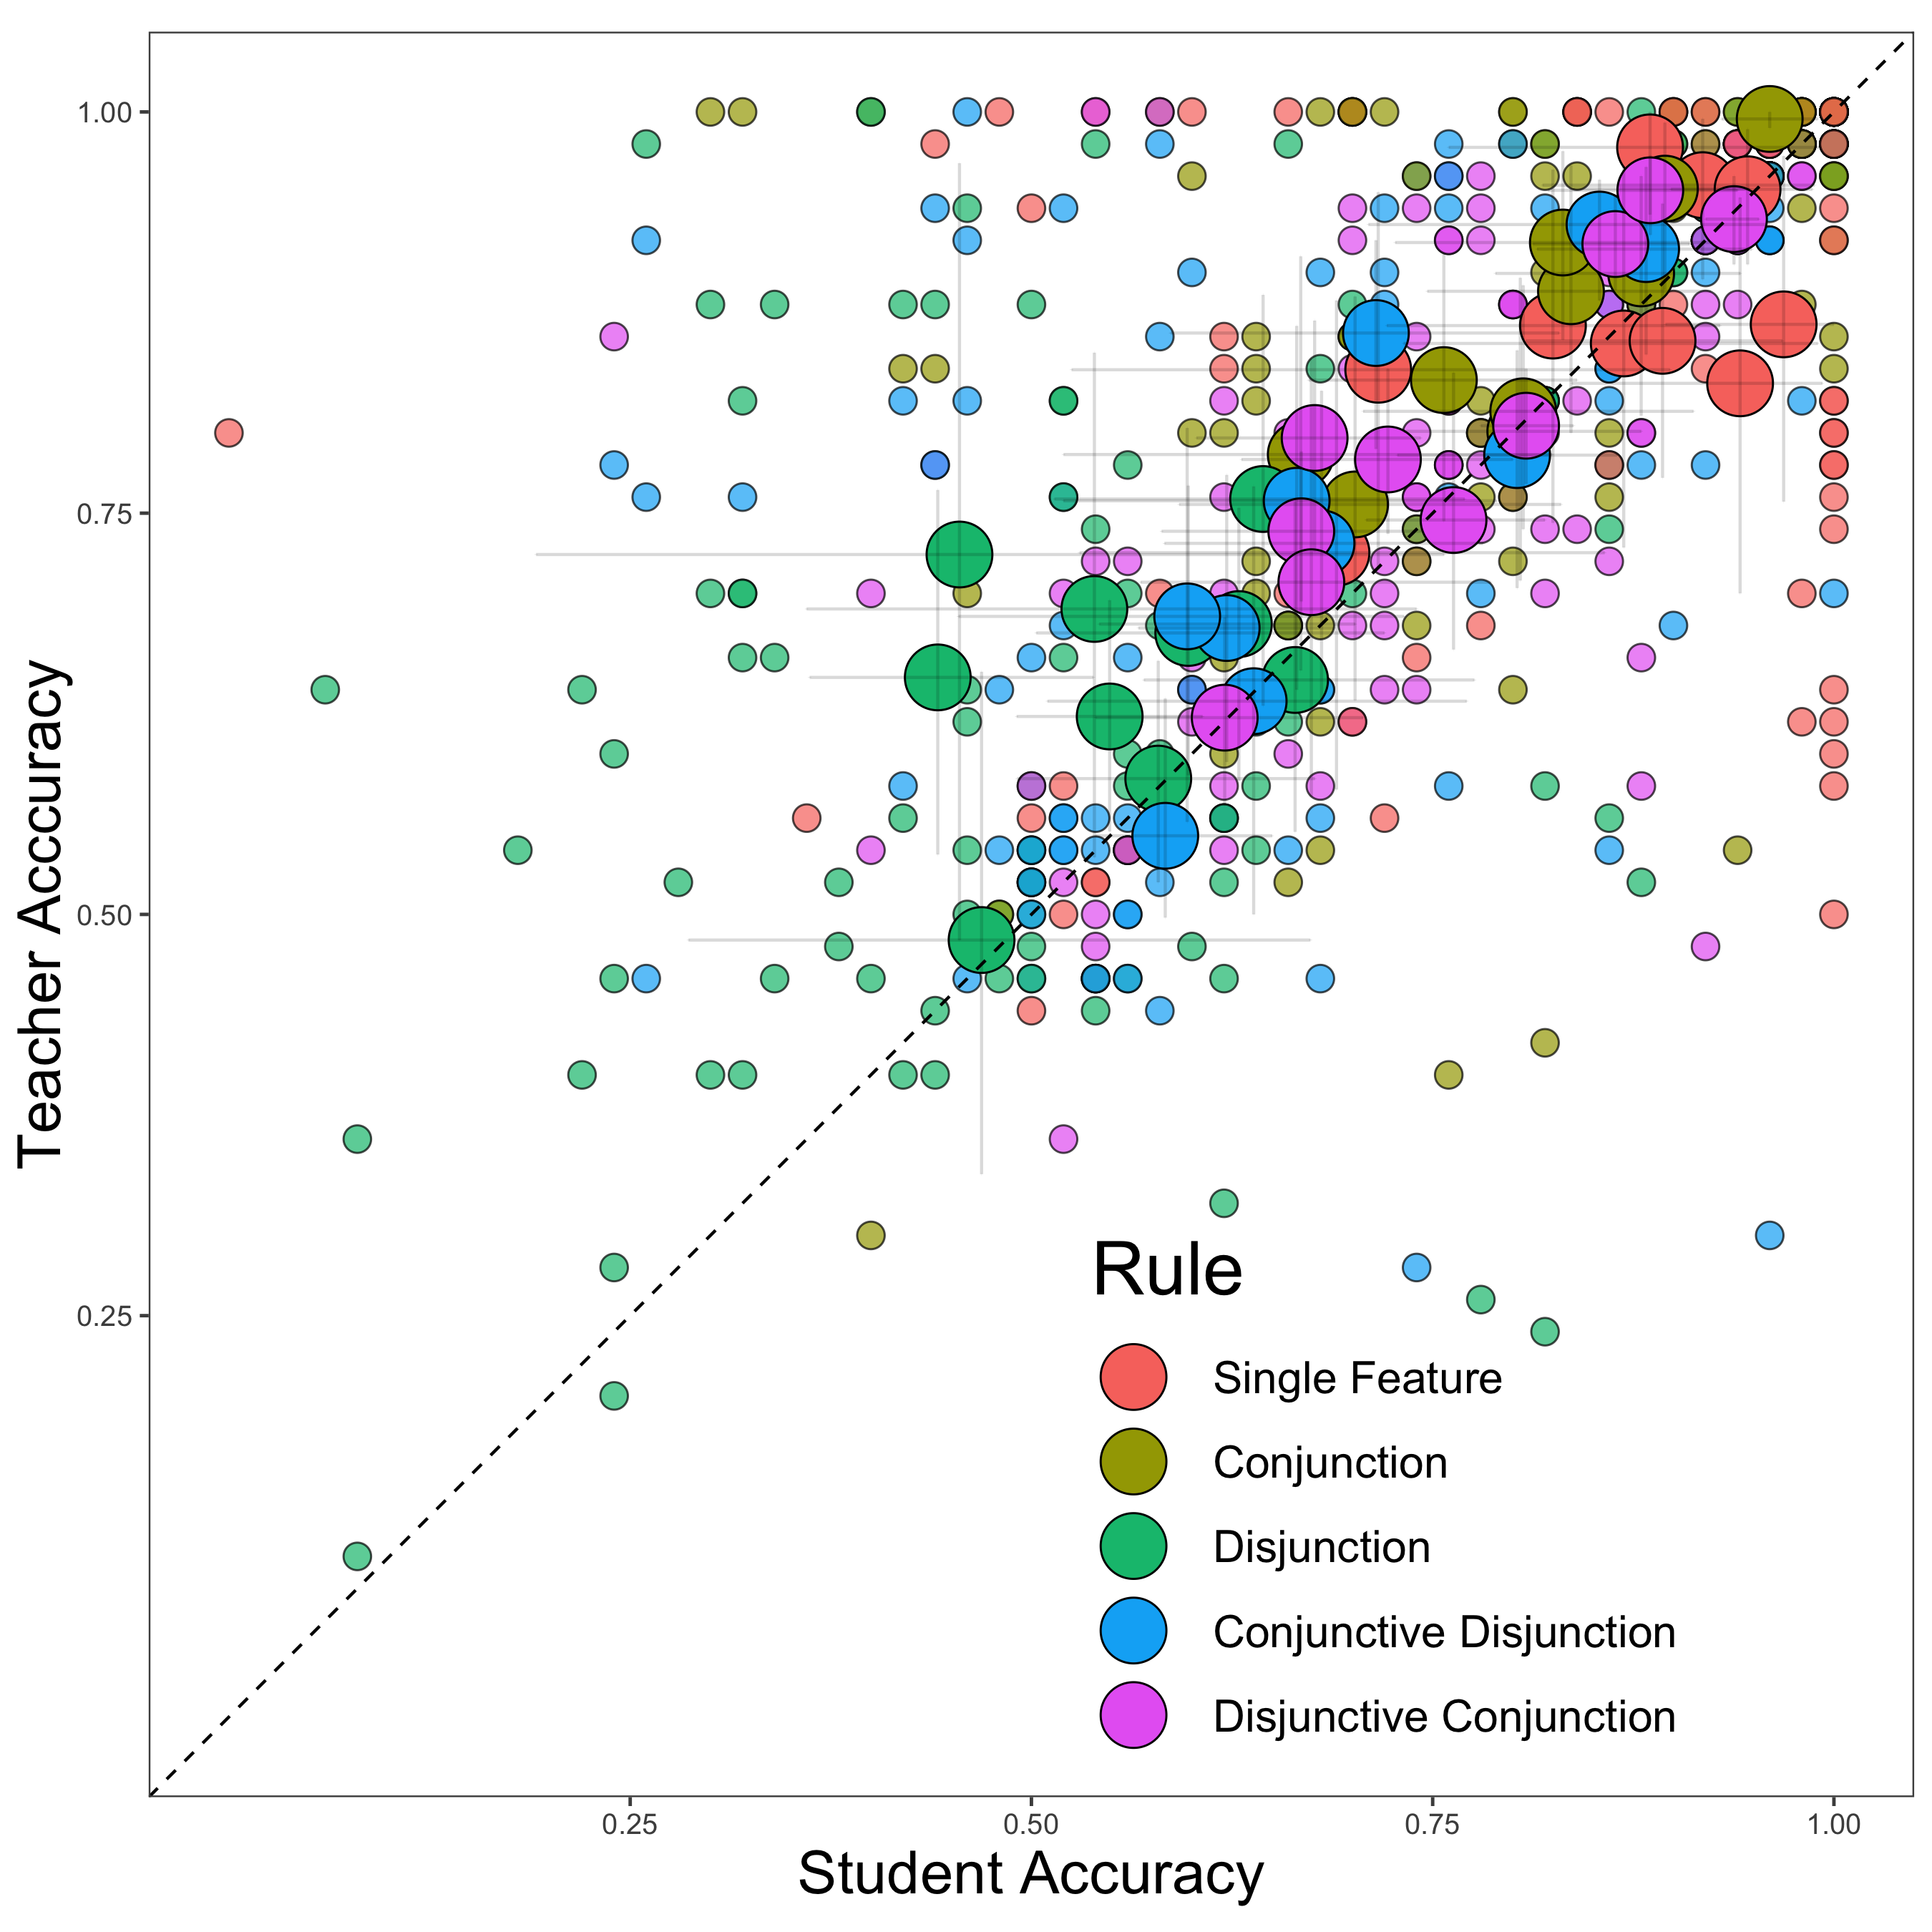 Teacher Acccuracy
1.00
0.75
0.50
0.25
Rule
Single Feature
Conjunction
Disjunction
Conjunctive Disjunction
Disjunctive Conjunction
0.25 0.50 0.75 1.00
Student Accuracy